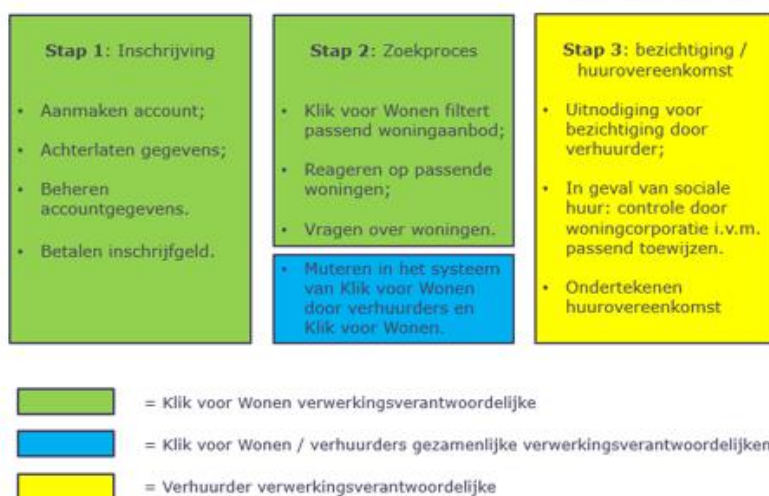 Stap 1: Inschrijving
• Aanmaken account;
• Achterlaten gegevens;
• Beheren
accountgegevens.
• Betalen inschrijfgeld.
Stap 2: Zoekproces
• Klik voor Wonen filtert
passend woningaanbod;
• Reageren op passende
woningen;
• Vragen over woningen.
• Muteren in het systeem
van Klik voor Wonen
door verhuurders en
Klik voor Wonen.
Stap 3: bezichtiging /
huurovereenkomst
• Uitnodiging voor
bezichtiging door
verhuurder;
• In geval van sociale
huur: controle door
woningcorporatie i.v.m.
passend toewijzen.
• Ondertekenen
huurovereenkomst
= Klik voor Wonen verwerkingsverantwoordelijke
= Klik voor Wonen / verhuurders gezamenlijke verwerkingsverantwoordelijken
= Verhuurder verwerkingsverantwoordelijke